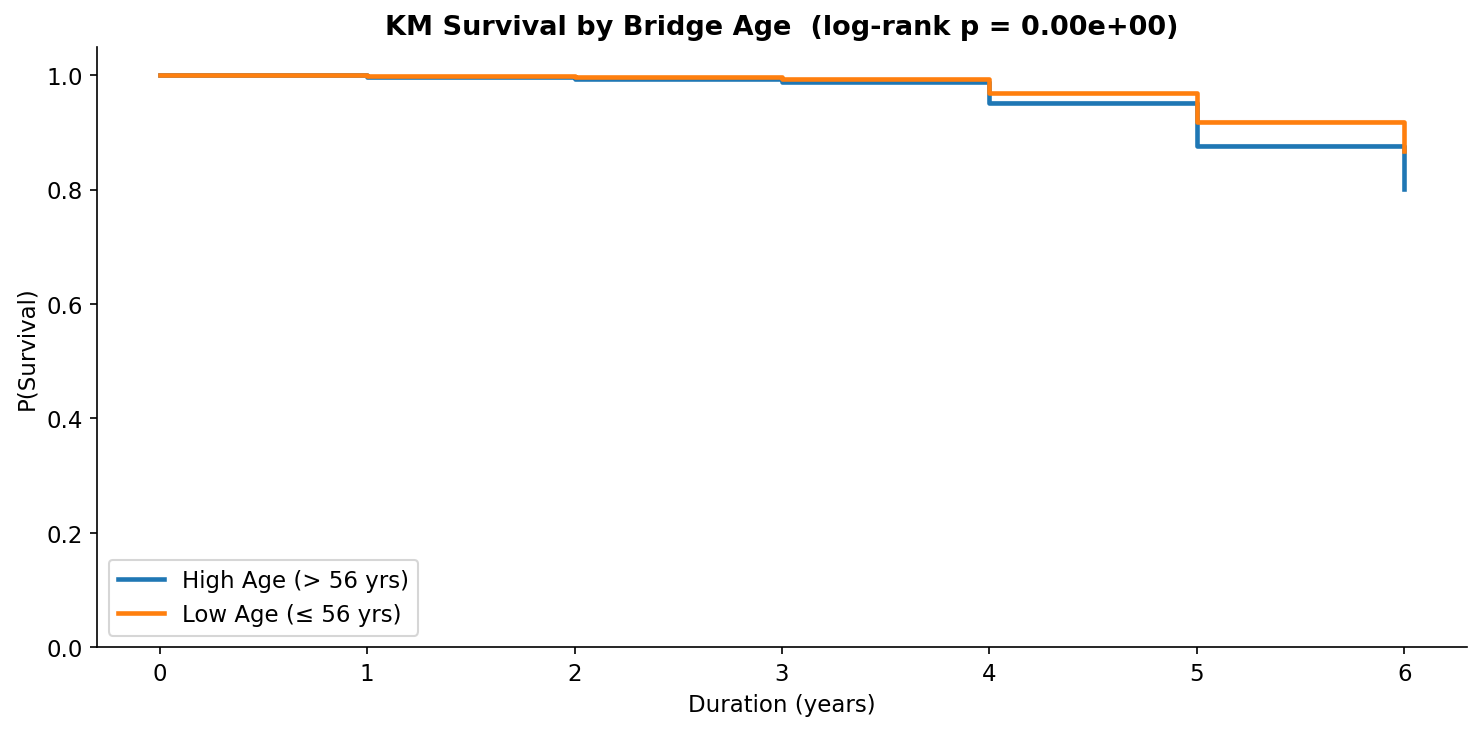 KM Survival by Bridge Age  (log-rank p = 0.00e+00)
P(Survival)
1.0
0.8
0.6
0.4
0.2
0.0
High Age (> 56 yrs)
Low Age (≤ 56 yrs)
0 1 2 3 4 5 6
Duration (years)